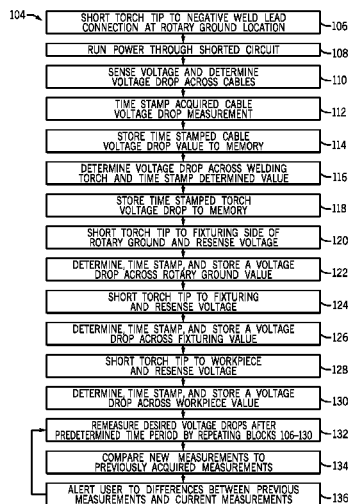 104
SHORT TORCH TIP TO NEGATIVE WELD LEAD
CONNECTION AT ROTARY GROUND LOCATION
106
RUN POWER THROUGH SHORTED CIRCUIT
108
SENSE VOLTAGE AND DETERMINE
VOLTAGE DROP ACROSS CABLES
110
TIME STAMP ACQUIRED CABLE
VOLTAGE DROP MEASUREMENT
112
STORE TIME STAMPED CABLE
VOLTAGE DROP VALUE TO MEMORY
114
DETERMINE VOLTAGE DROP ACROSS WELDING
TORCH AND TIME STAMP DETERMINED VALUE
116
STORE TIME STAMPED TORCH
VOLTAGE DROP TO MEMORY
118
SHORT TORCH TIP TO FIXTURING SIDE OF
ROTARY GROUND AND RESENSE VOLTAGE
120
DETERMINE, TIME STAMP, AND STORE A VOLTAGE
DROP ACROSS ROTARY GROUND VALUE
122
SHORT TORCH TIP TO FIXTURING
AND RESENSE VOLTAGE
124
DETERMINE, TIME STAMP, AND STORE A VOLTAGE
DROP ACROSS FIXTURING VALUE
126
SHORT TORCH TIP TO WORKPIECE
AND RESENSE VOLTAGE
128
DETERMINE, TIME STAMP, AND STORE A VOLTAGE
DROP ACROSS WORKPIECE VALUE
130
REMEASURE DESIRED VOLTAGE DROPS AFTER
PREDETERMINED TIME PERIOD BY REPEATING BLOCKS 106-130
132
COMPARE NEW MEASUREMENTS TO
PREVIOUSLY ACQUIRED MEASUREMENTS
134
ALERT USER TO DIFFERENCES BETWEEN PREVIOUS
MEASUREMENTS AND CURRENT MEASUREMENTS
136